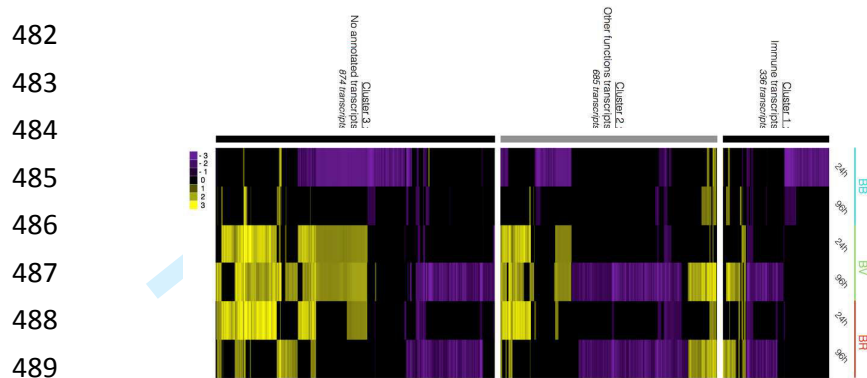 482
483
484
485
486
487
488
489
Cluster 3 :
No annotated transcripts
874 transcripts
Cluster 2 :
Other functions transcripts
685 transcripts
Cluster 1 :
Immune transcripts
336 transcripts
- 3
- 2
- 1
0
1
2
3
24h
96h
BB
24h
96h
BV
24h
96h
BR